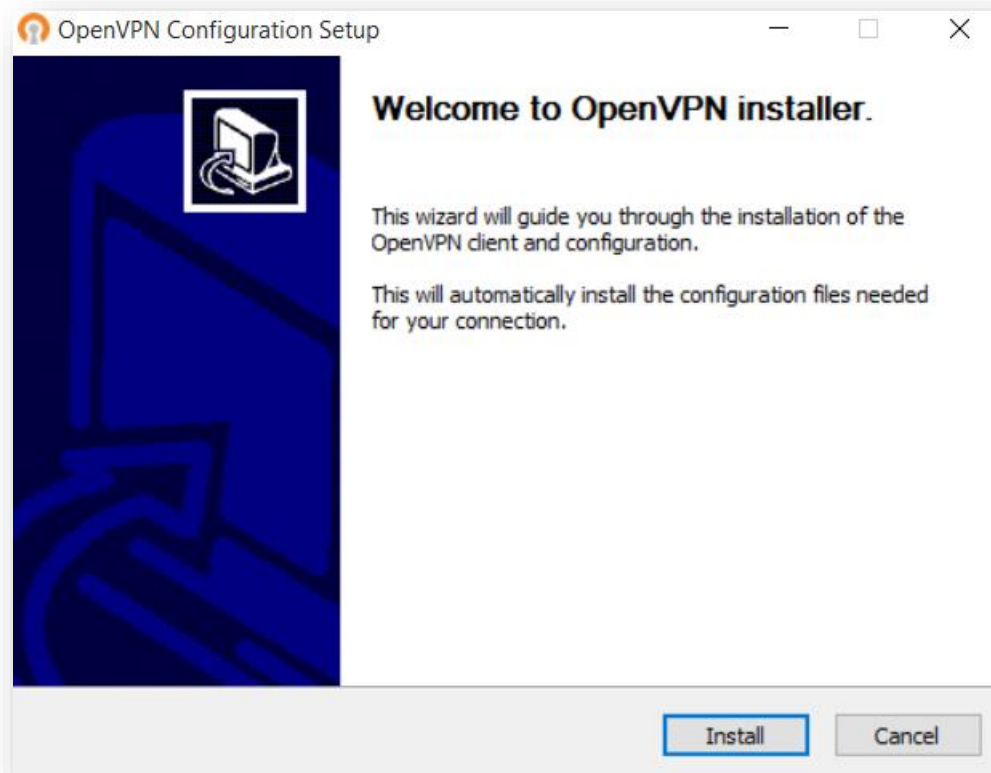 OpenVPN Configuration Setup
Welcome to OpenVPN installer.
This wizard will guide you through the installation of the
OpenVPN client and configuration.
This will automatically install the configuration files needed
for your connection.
Install
Cancel